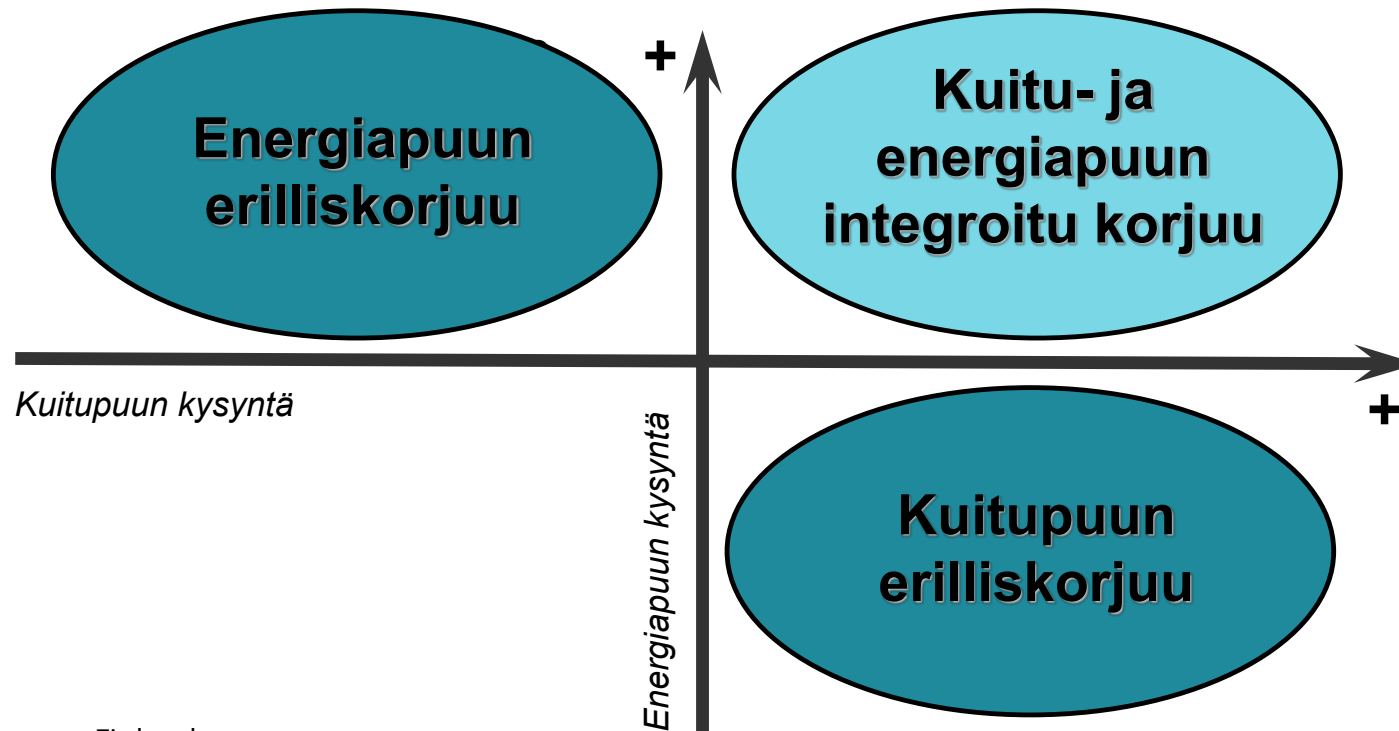 +
Energiapuun
erilliskorjuu
Kuitu- ja
energiapuun
integroitu korjuu
Kuitupuun kysyntä
+
Energiapuun kysyntä
Kuitupuun
erilliskorjuu